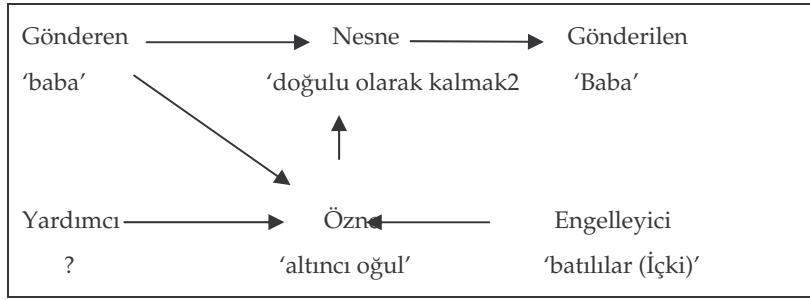 Gönderen Nesne Gönderilen
‘baba’ ‘doğulu olarak kalmak2 ‘Baba’
Yardımcı Özne Engelleyici
? ‘altıncı oğul’ ‘batılılar (İçki)’